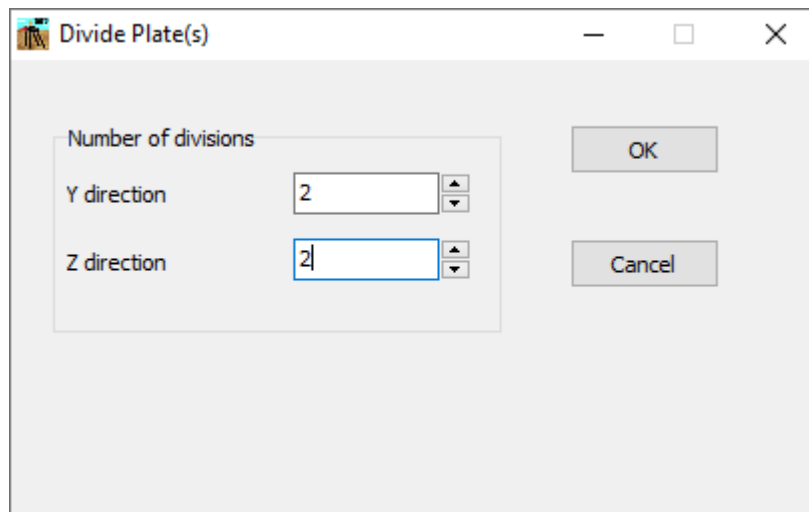 Divide Plate(s)
Number of divisions
Y direction 2
Z direction 2
OK
Cancel